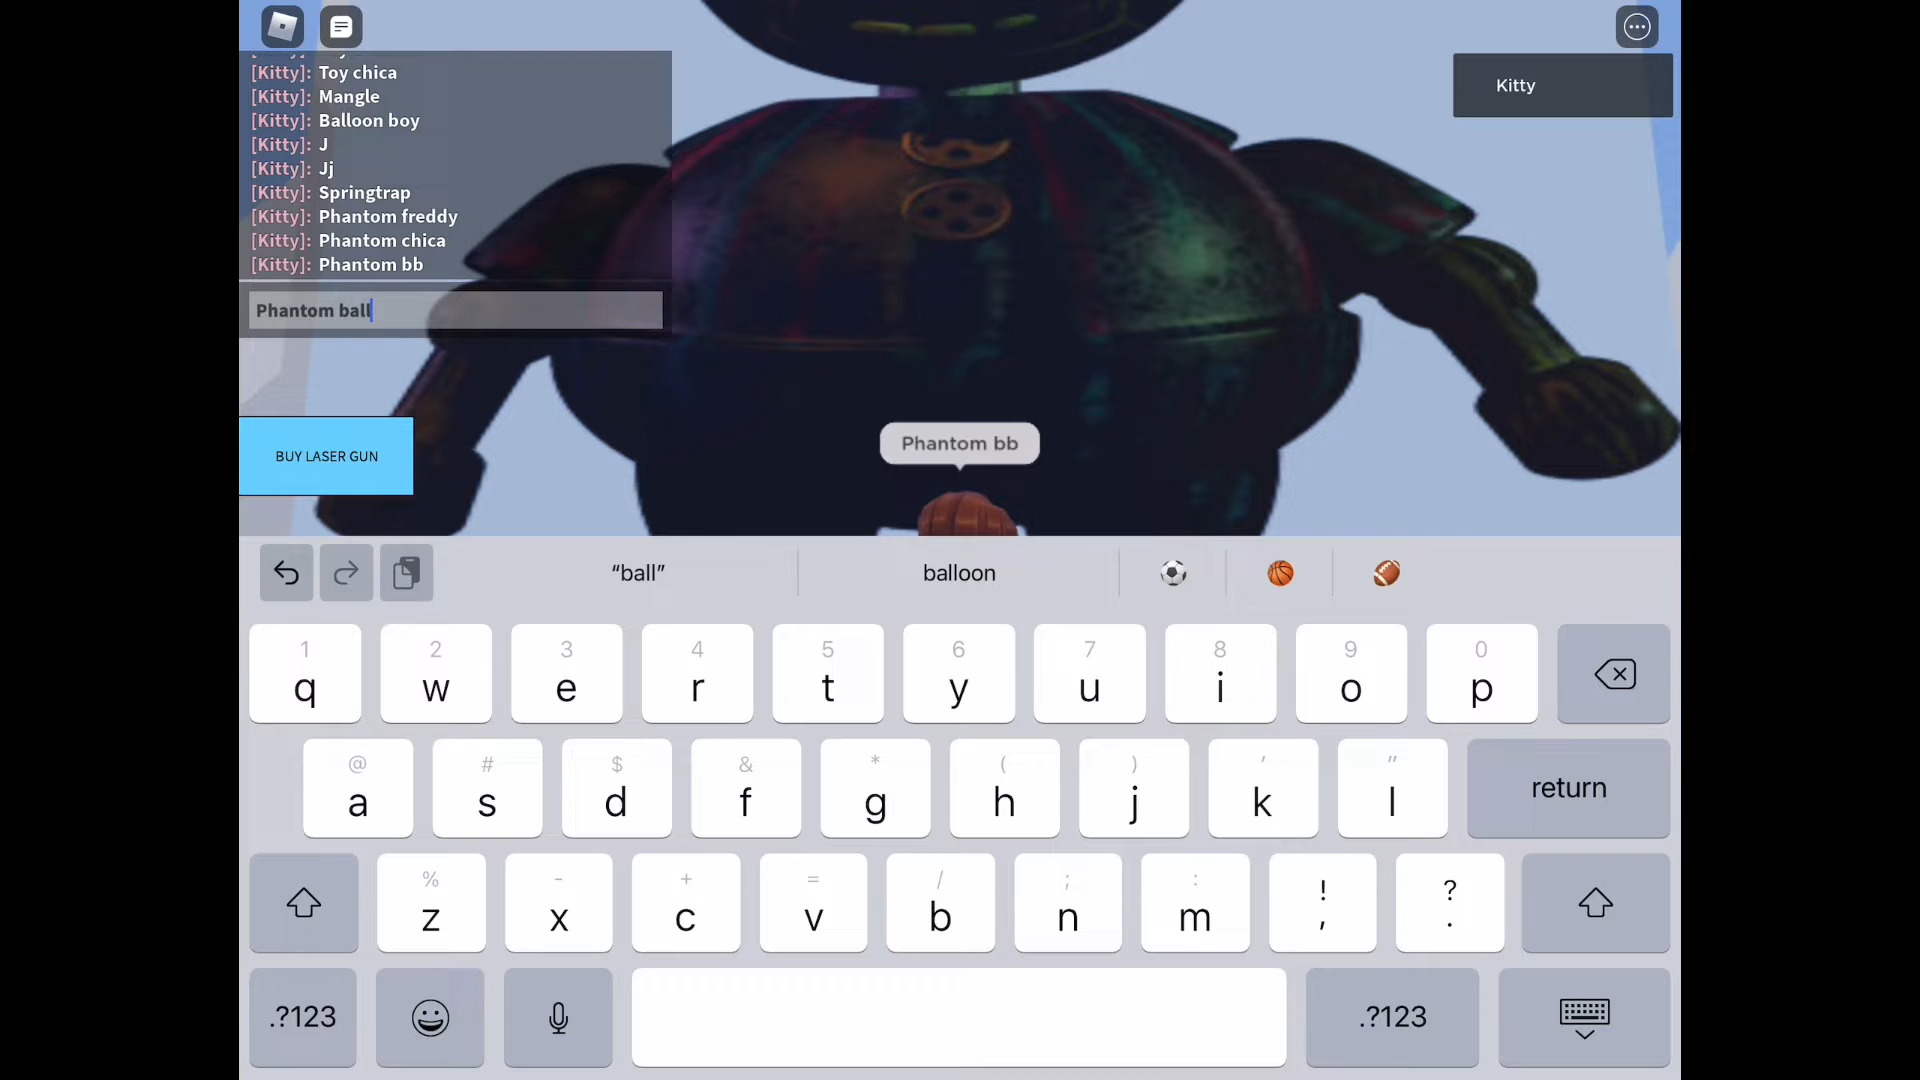 [Kitty]: Toy chica
[Kitty]: Mangle
[Kitty]: Balloon boy
[Kitty]: J
[Kitty]: Jj
[Kitty]: Springtrap
[Kitty]: Phantom freddy
[Kitty]: Phantom chica
[Kitty]: Phantom bb
Phantom ball
Kitty
BUY LASER GUN
Phantom bb
“ball” balloon
1 2 3 4 5 6 7 8 9 0
q w e r t y u i o p
@ # $ & * ( ) ' "
a s d f g h j k l return
% - + = / ; : ! ?
z x c v b n m , .
.?123 .?123